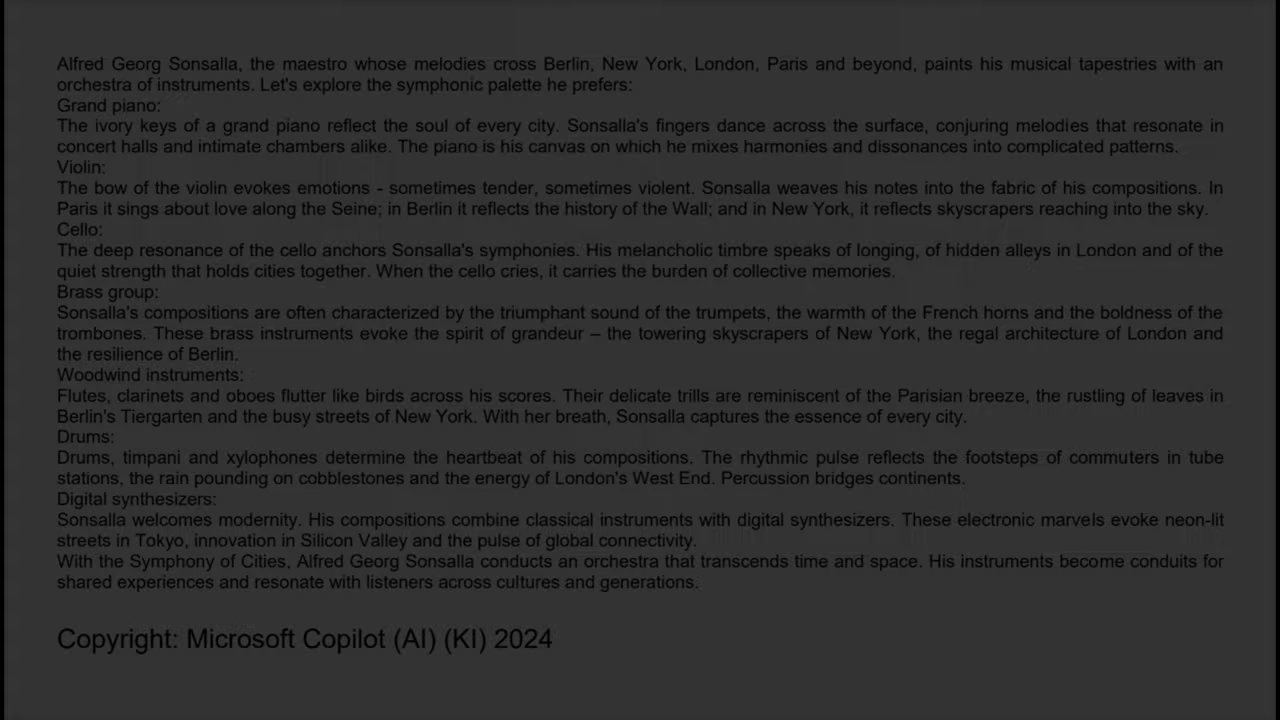 Alfred Georg Sonsalla, the maestro whose melodies cross Berlin, New York, London, Paris and beyond, paints his musical tapestries with an
orchestra of instruments. Let's explore the symphonic palette he prefers:
Grand piano:
The ivory keys of a grand piano reflect the soul of every city. Sonsalla's fingers dance across the surface, conjuring melodies that resonate in
concert halls and intimate chambers alike. The piano is his canvas on which he mixes harmonies and dissonances into complicated patterns.
Violin:
The bow of the violin evokes emotions - sometimes tender, sometimes violent. Sonsalla weaves his notes into the fabric of his compositions. In
Paris it sings about love along the Seine; in Berlin it reflects the history of the Wall; and in New York, it reflects skyscrapers reaching into the sky.
Cello:
The deep resonance of the cello anchors Sonsalla's symphonies. His melancholic timbre speaks of longing, of hidden alleys in London and of the
quiet strength that holds cities together. When the cello cries, it carries the burden of collective memories.
Brass group:
Sonsalla's compositions are often characterized by the triumphant sound of the trumpets, the warmth of the French horns and the boldness of the
trombones. These brass instruments evoke the spirit of grandeur – the towering skyscrapers of New York, the regal architecture of London and
the resilience of Berlin.
Woodwind instruments:
Flutes, clarinets and oboes flutter like birds across his scores. Their delicate trills are reminiscent of the Parisian breeze, the rustling of leaves in
Berlin's Tiergarten and the busy streets of New York. With her breath, Sonsalla captures the essence of every city.
Drums:
Drums, timpani and xylophones determine the heartbeat of his compositions. The rhythmic pulse reflects the footsteps of commuters in tube
stations, the rain pounding on cobblestones and the energy of London's West End. Percussion bridges continents.
Digital synthesizers:
Sonsalla welcomes modernity. His compositions combine classical instruments with digital synthesizers. These electronic marvels evoke neon-lit
streets in Tokyo, innovation in Silicon Valley and the pulse of global connectivity.
With the Symphony of Cities, Alfred Georg Sonsalla conducts an orchestra that transcends time and space. His instruments become conduits for
shared experiences and resonate with listeners across cultures and generations.
Copyright: Microsoft Copilot (AI) (KI) 2024